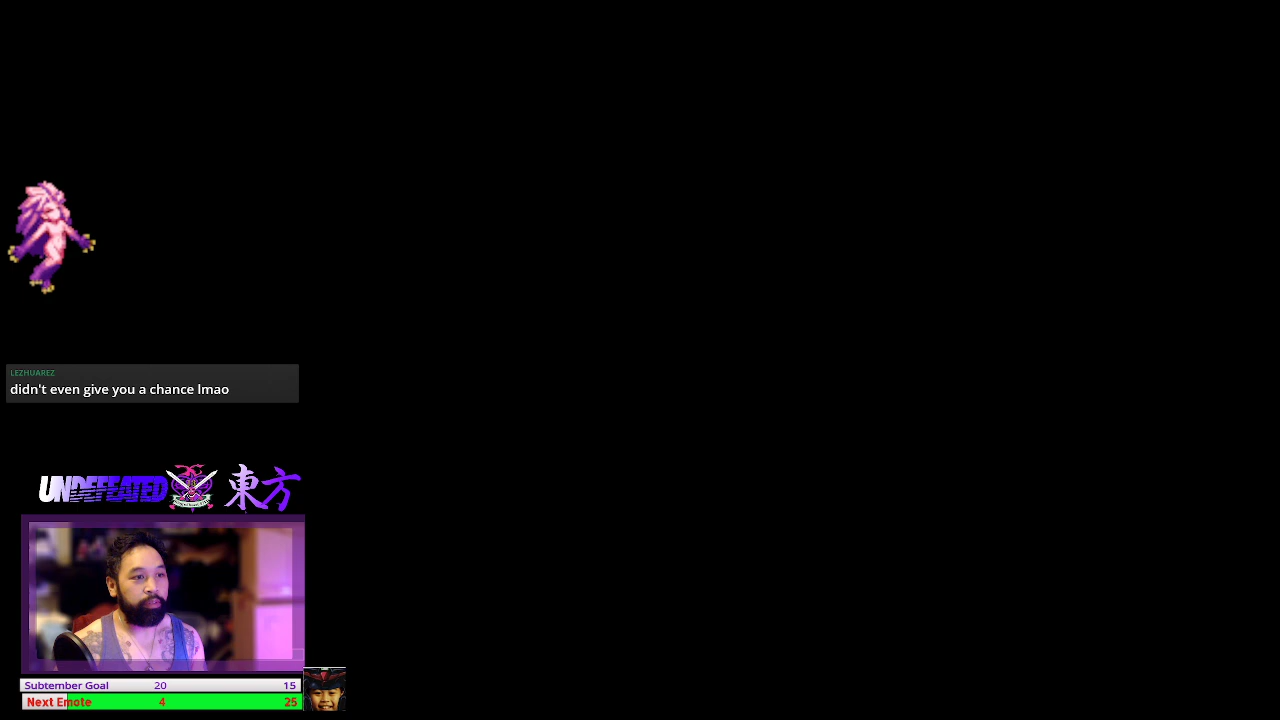 LEZHUAREZ
didn't even give you a chance lmao
UNDEFEATED 東方
Subtember Goal 20 15
Next Emote 4 25